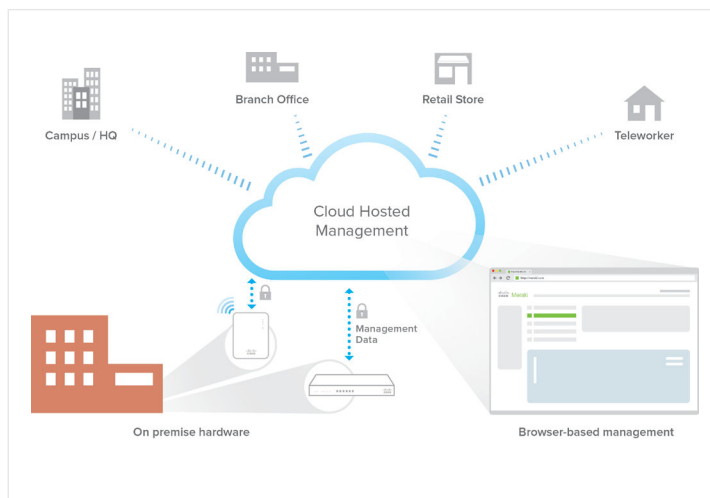 Branch Office
Retail Store
Campus / HQ
Teleworker
Cloud Hosted
Management
Management
Data
CISCO Meraki
On premise hardware
Browser-based management